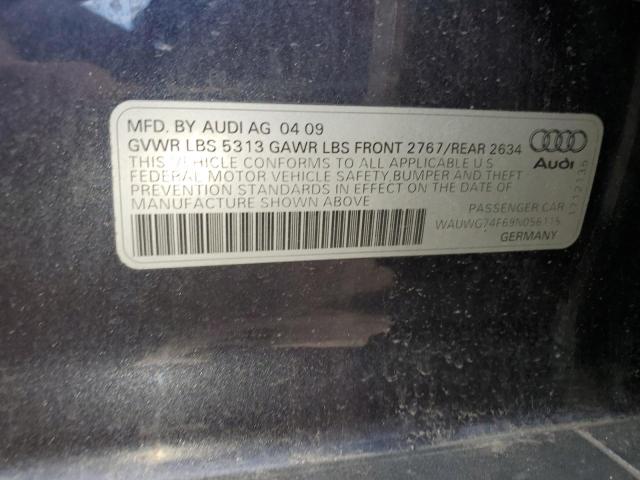 MFD. BY AUDI AG 04 09
GVWR LBS 5313 GAWR LBS FRONT 2767/REAR 2634
THIS VEHICLE CONFORMS TO ALL APPLICABLE U.S
FEDERAL MOTOR VEHICLE SAFETY, BUMPER AND THEFT
PREVENTION STANDARDS IN EFFECT ON THE DATE OF
MANUFACTURE SHOWN ABOVE
PASSENGER CAR
WAUWG74F69N056115
GERMANY
Audi
1212135